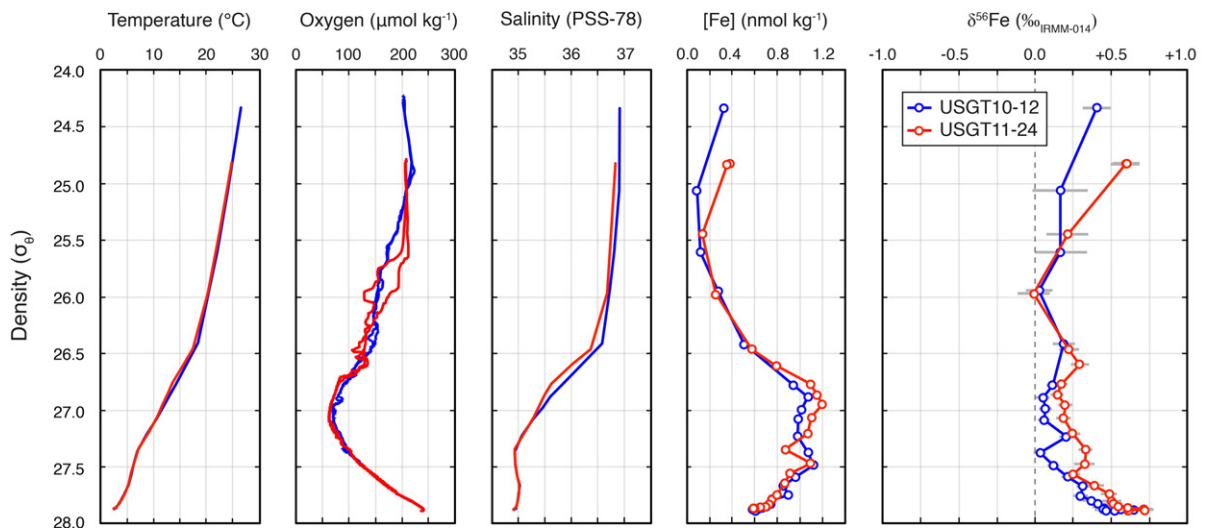 Temperature (°C)
Oxygen (μmol kg⁻¹)
Salinity (PSS-78)
[Fe] (nmol kg⁻¹)
δ⁵⁶Fe (‰IRMM-014)
0 10 20 30
0 100 200 300
35 36 37
0.0 0.4 0.8 1.2
-1.0 -0.5 0.0 +0.5 +1.0
Density (σθ)
24.0
24.5
25.0
25.5
26.0
26.5
27.0
27.5
28.0
USGT10-12
USGT11-24